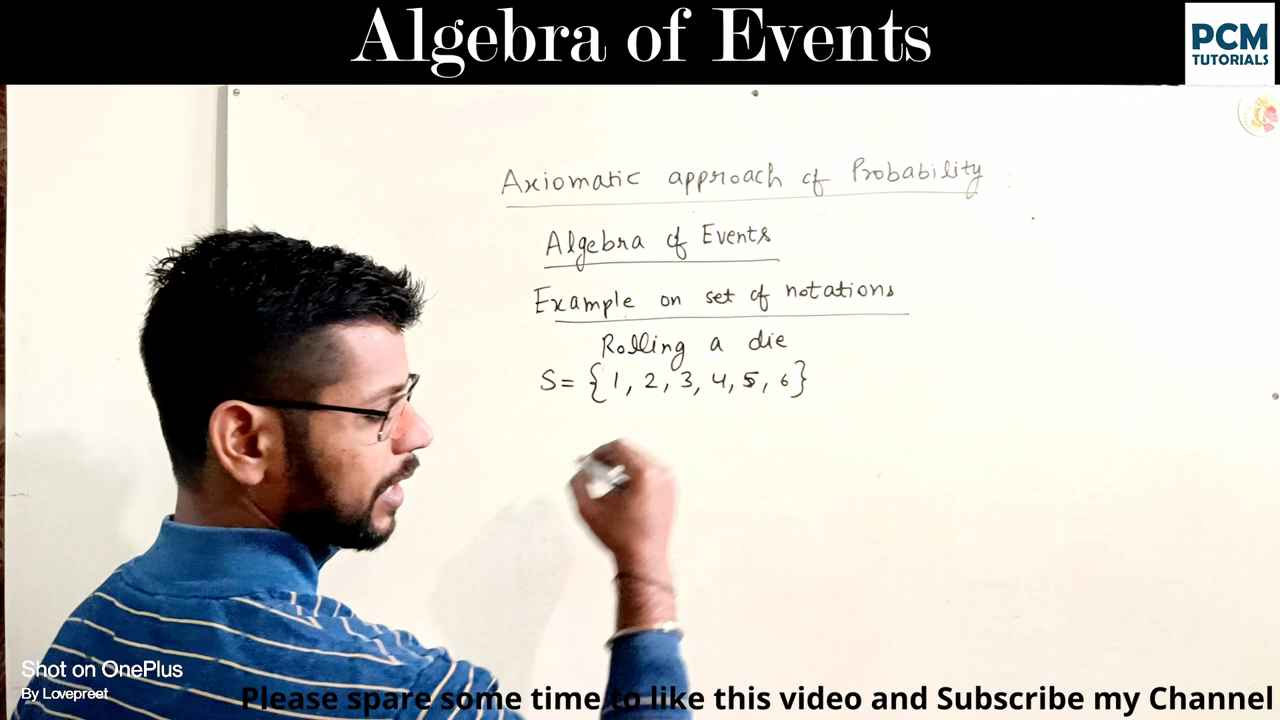 Algebra of Events
PCM
TUTORIALS
Axiomatic approach of Probability
Algebra of Events
Example on set of notations
Rolling a die
S = {1, 2, 3, 4, 5, 6}
Shot on OnePlus
By Lovepreet
Please spare some time to like this video and Subscribe my Channel